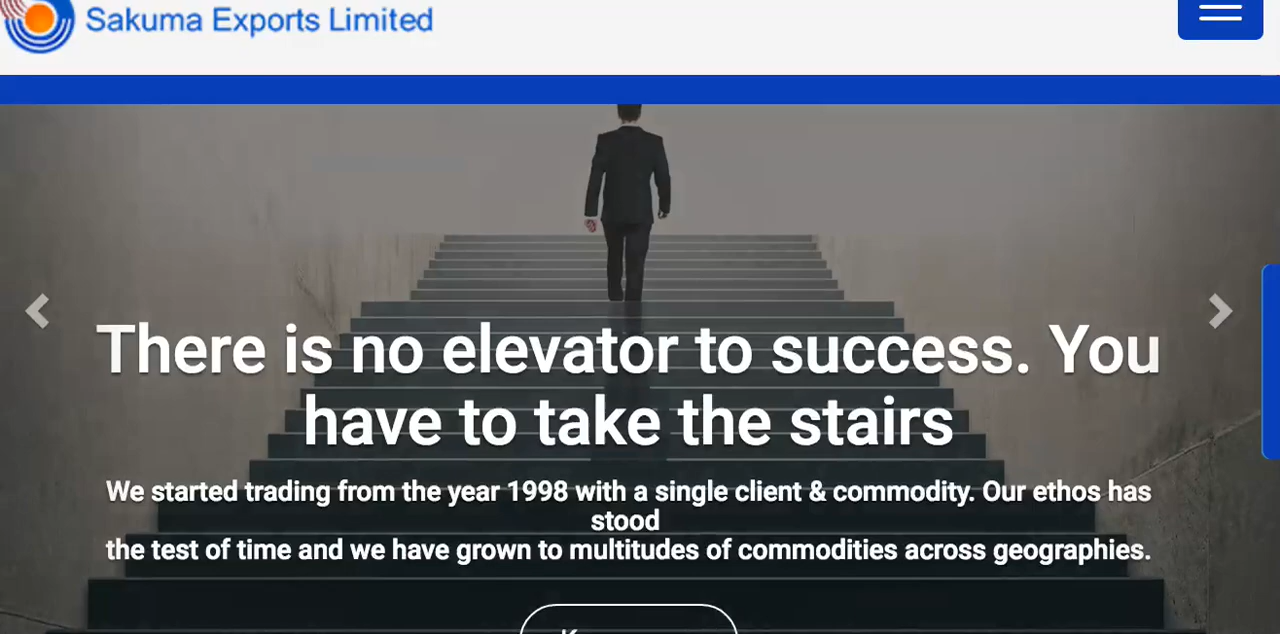 Sakuma Exports Limited
There is no elevator to success. You
have to take the stairs
We started trading from the year 1998 with a single client & commodity. Our ethos has
stood
the test of time and we have grown to multitudes of commodities across geographies.